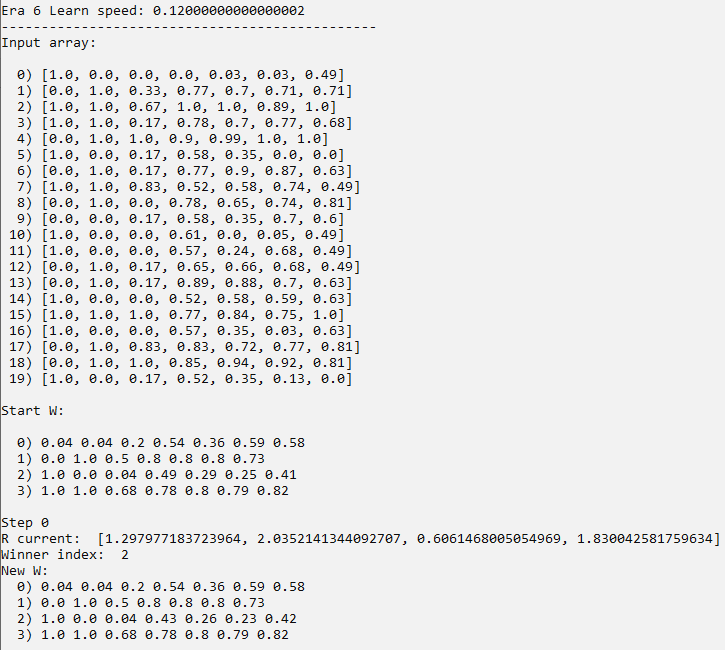 Era 6 Learn speed: 0.12000000000000002
-----------------------------------------------
Input array:
0) [1.0, 0.0, 0.0, 0.0, 0.03, 0.03, 0.49]
1) [0.0, 1.0, 0.33, 0.77, 0.7, 0.71, 0.71]
2) [1.0, 1.0, 0.67, 1.0, 1.0, 0.89, 1.0]
3) [1.0, 1.0, 0.17, 0.78, 0.7, 0.77, 0.68]
4) [0.0, 1.0, 1.0, 0.9, 0.99, 1.0, 1.0]
5) [1.0, 0.0, 0.17, 0.58, 0.35, 0.0, 0.0]
6) [0.0, 1.0, 0.17, 0.77, 0.9, 0.87, 0.63]
7) [1.0, 1.0, 0.83, 0.52, 0.58, 0.74, 0.49]
8) [0.0, 1.0, 0.0, 0.78, 0.65, 0.74, 0.81]
9) [0.0, 0.0, 0.17, 0.58, 0.35, 0.7, 0.6]
10) [1.0, 0.0, 0.0, 0.61, 0.0, 0.05, 0.49]
11) [1.0, 0.0, 0.0, 0.57, 0.24, 0.68, 0.49]
12) [0.0, 1.0, 0.17, 0.65, 0.66, 0.68, 0.49]
13) [0.0, 1.0, 0.17, 0.89, 0.88, 0.7, 0.63]
14) [1.0, 0.0, 0.0, 0.52, 0.58, 0.59, 0.63]
15) [1.0, 1.0, 1.0, 0.77, 0.84, 0.75, 1.0]
16) [1.0, 0.0, 0.0, 0.57, 0.35, 0.03, 0.63]
17) [0.0, 1.0, 0.83, 0.83, 0.72, 0.77, 0.81]
18) [0.0, 1.0, 1.0, 0.85, 0.94, 0.92, 0.81]
19) [1.0, 0.0, 0.17, 0.52, 0.35, 0.13, 0.0]
Start W:
0) 0.04 0.04 0.2 0.54 0.36 0.59 0.58
1) 0.0 1.0 0.5 0.8 0.8 0.8 0.73
2) 1.0 0.0 0.04 0.49 0.29 0.25 0.41
3) 1.0 1.0 0.68 0.78 0.8 0.79 0.82
Step 0
R current:  [1.297977183723964, 2.0352141344092707, 0.6061468005054969, 1.830042581759634]
Winner index:  2
New W:
0) 0.04 0.04 0.2 0.54 0.36 0.59 0.58
1) 0.0 1.0 0.5 0.8 0.8 0.8 0.73
2) 1.0 0.0 0.04 0.43 0.26 0.23 0.42
3) 1.0 1.0 0.68 0.78 0.8 0.79 0.82